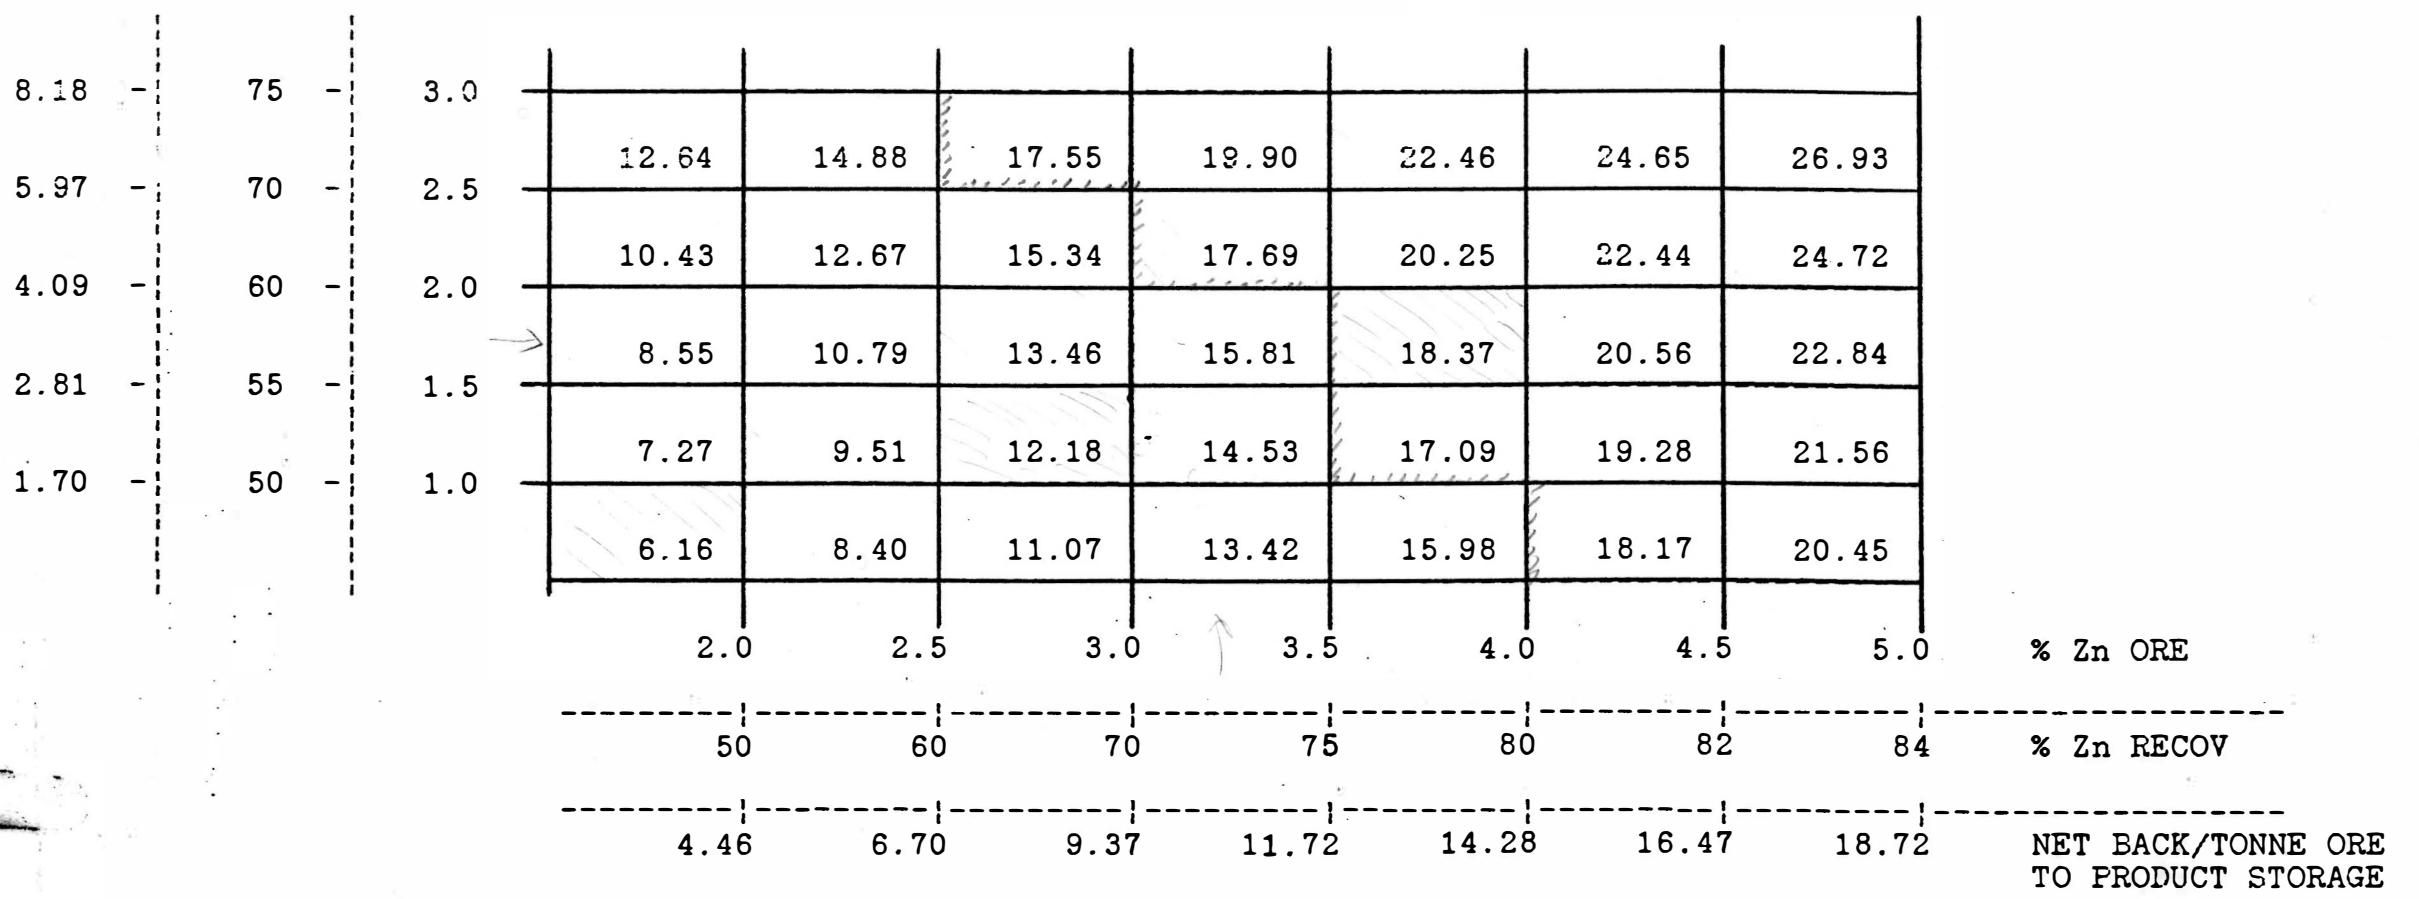 8.18 - 75 - 3.0
12.64 14.88 17.55 19.90 22.46 24.65 26.93
5.97 - 70 - 2.5
10.43 12.67 15.34 17.69 20.25 22.44 24.72
4.09 - 60 - 2.0
8.55 10.79 13.46 15.81 18.37 20.56 22.84
2.81 - 55 - 1.5
7.27 9.51 12.18 14.53 17.09 19.28 21.56
1.70 - 50 - 1.0
6.16 8.40 11.07 13.42 15.98 18.17 20.45
2.0 2.5 3.0 3.5 4.0 4.5 5.0 % Zn ORE
50 60 70 75 80 82 84 % Zn RECOV
4.46 6.70 9.37 11.72 14.28 16.47 18.72 NET BACK/TONNE ORE
TO PRODUCT STORAGE